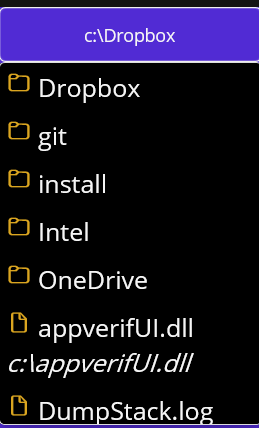 c:\Dropbox
Dropbox
git
install
Intel
OneDrive
appverifUI.dll
c:\appverifUI.dll
DumpStack.log